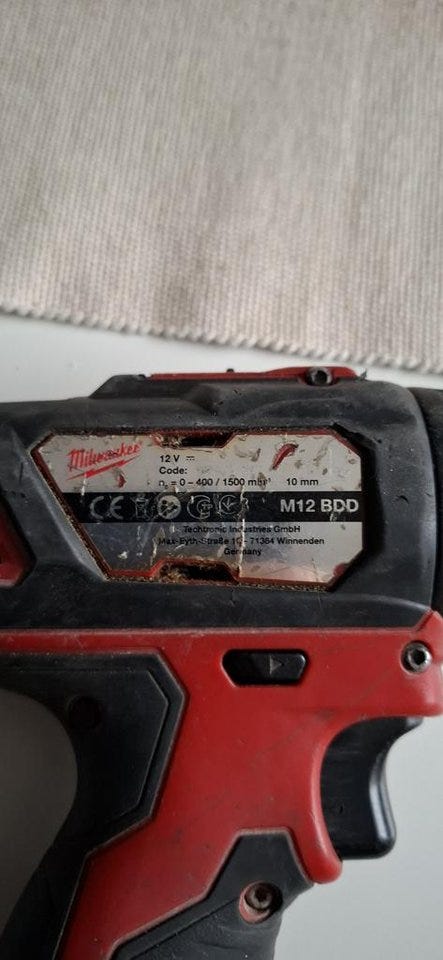 Milwaukee
12 V ⎓
Code:
n₀ = 0 – 400 / 1500 min⁻¹ 10 mm
CE M12 BDD
Techtronic Industries GmbH
Max-Eyth-Straße 10 - 71364 Winnenden
Germany